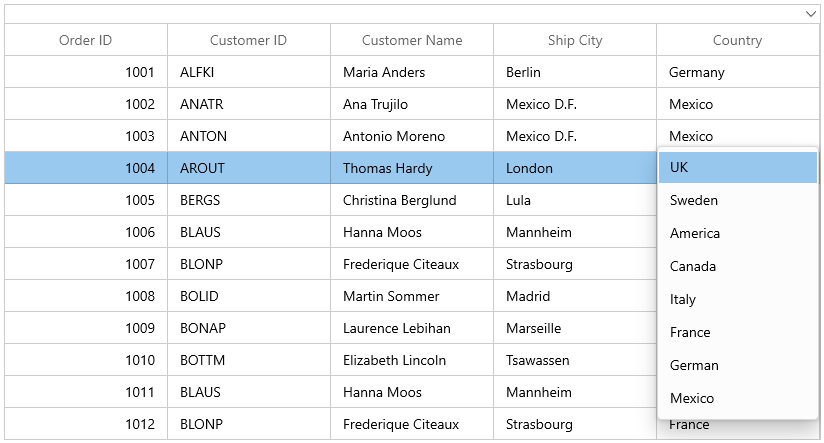 Order ID Customer ID Customer Name Ship City Country
1001 ALFKI Maria Anders Berlin Germany
1002 ANATR Ana Trujilo Mexico D.F. Mexico
1003 ANTON Antonio Moreno Mexico D.F. Mexico
1004 AROUT Thomas Hardy London UK
1005 BERGS Christina Berglund Lula Sweden
1006 BLAUS Hanna Moos Mannheim America
1007 BLONP Frederique Citeaux Strasbourg Canada
1008 BOLID Martin Sommer Madrid Italy
1009 BONAP Laurence Lebihan Marseille France
1010 BOTTM Elizabeth Lincoln Tsawassen German
1011 BLAUS Hanna Moos Mannheim Mexico
1012 BLONP Frederique Citeaux Strasbourg France